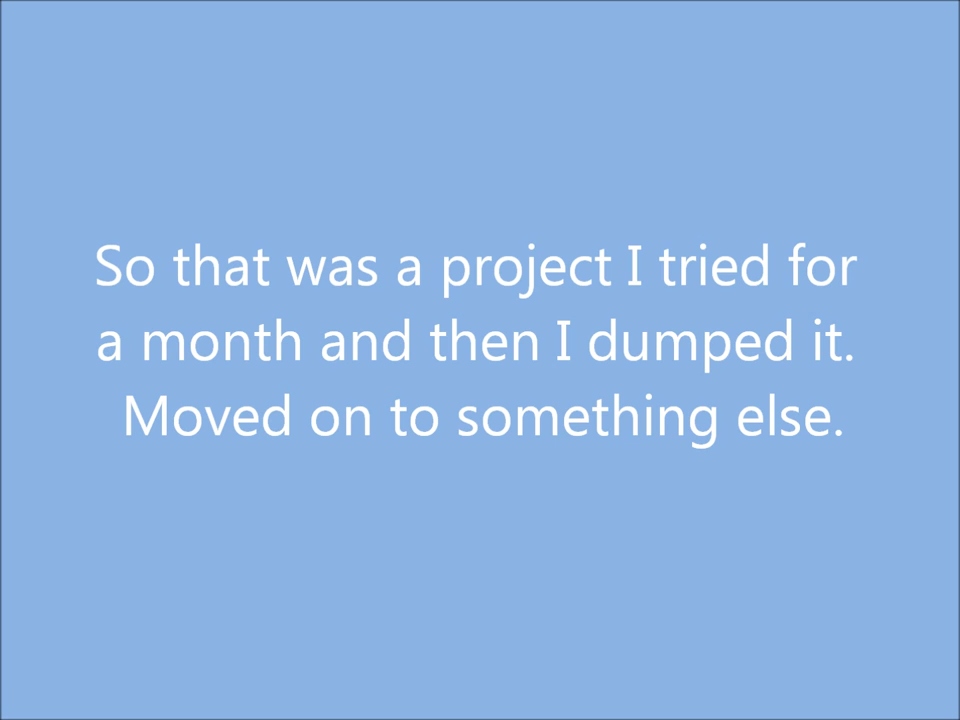 So that was a project I tried for
a month and then I dumped it.
Moved on to something else.